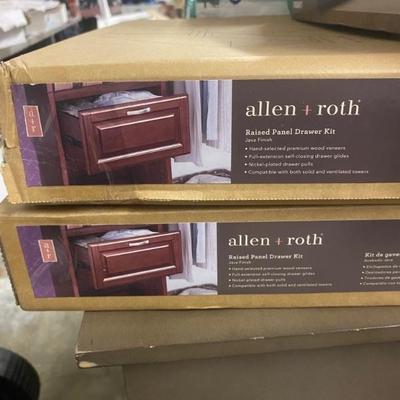 a+r
allen + roth
Raised Panel Drawer Kit
Java Finish
• Hand-selected premium wood veneers
• Full-extension self-closing drawer glides
• Nickel-plated drawer pulls
• Compatible with both solid and ventilated towers
a+r
allen + roth
Raised Panel Drawer Kit
Java Finish
• Hand-selected premium wood veneers
• Full-extension self-closing drawer glides
• Nickel-plated drawer pulls
• Compatible with both solid and ventilated towers
Kit de gave